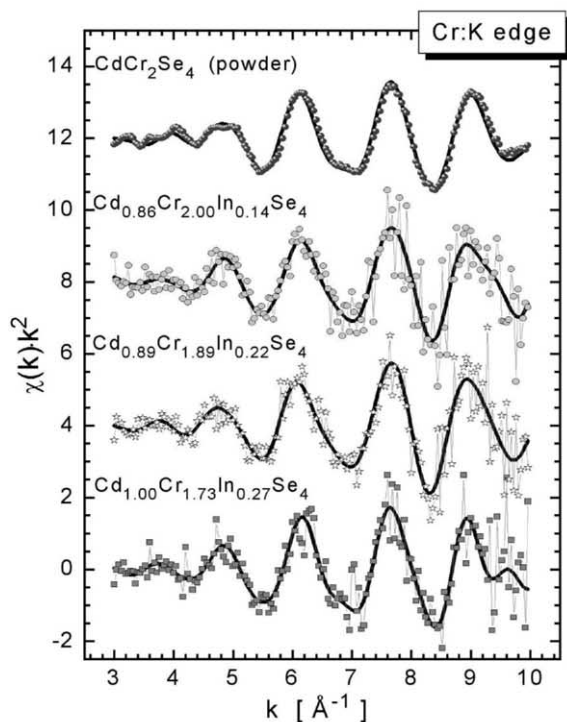 Cr:K edge
CdCr₂Se₄ (powder)
Cd₀.₈₆Cr₂.₀₀In₀.₁₄Se₄
Cd₀.₈₉Cr₁.₈₉In₀.₂₂Se₄
Cd₁.₀₀Cr₁.₇₃In₀.₂₇Se₄
χ(k)·k²
14
12
10
8
6
4
2
0
-2
3 4 5 6 7 8 9 10
k [ Å⁻¹ ]